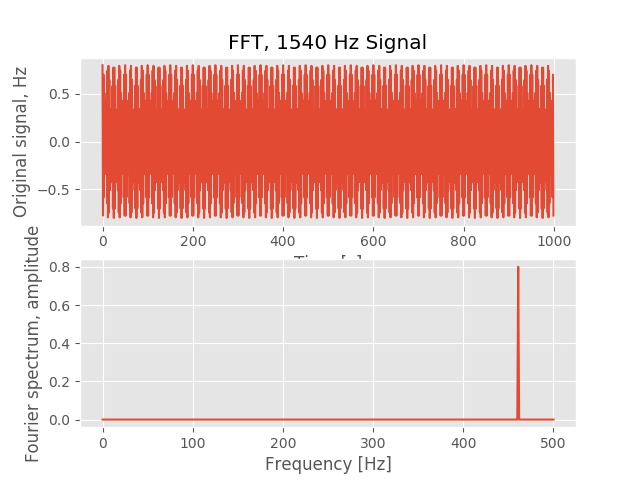 FFT, 1540 Hz Signal
Original signal, Hz
0.5
0.0
−0.5
0 200 400 600 800 1000
Fourier spectrum, amplitude
0.8
0.6
0.4
0.2
0.0
0 100 200 300 400 500
Frequency [Hz]